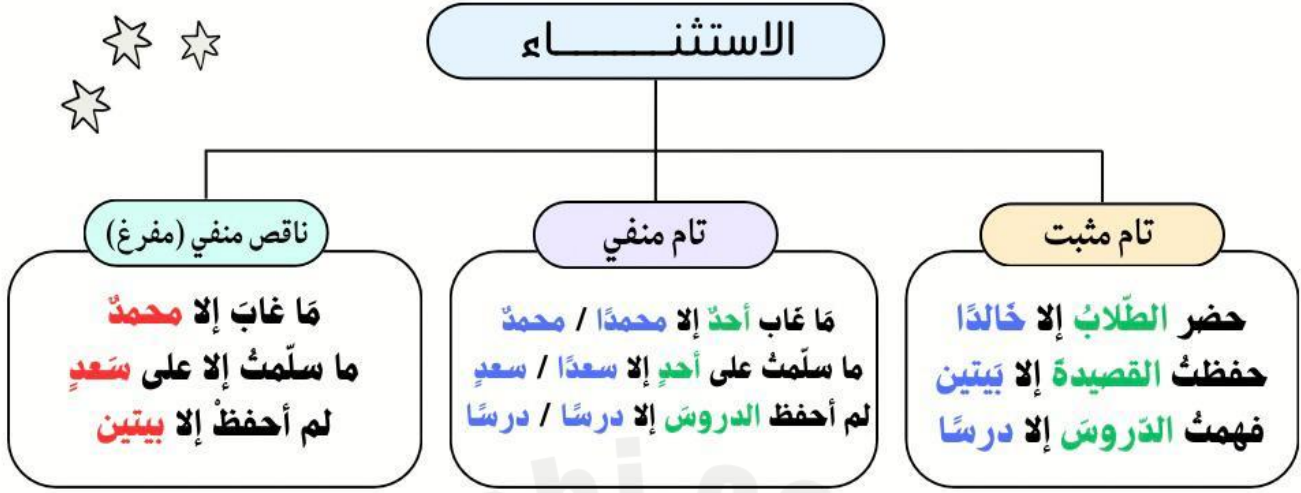 الاستثنـــــــــاء
تام مثبت
حضر الطّلابُ إلا خَالدًا
حفظتُ القصيدةَ إلا بَيتين
فهمتُ الدّروسَ إلا درسًا
تام منفي
مَا غَاب أحدٌ إلا محمدًا / محمدٌ
ما سلّمتُ على أحدٍ إلا سعدًا / سعدٍ
لم أحفظ الدروسَ إلا درسًا / درسًا
ناقص منفي (مفرغ)
مَا غابَ إلا محمدٌ
ما سلّمتُ إلا على سَعدٍ
لم أحفظْ إلا بيتين